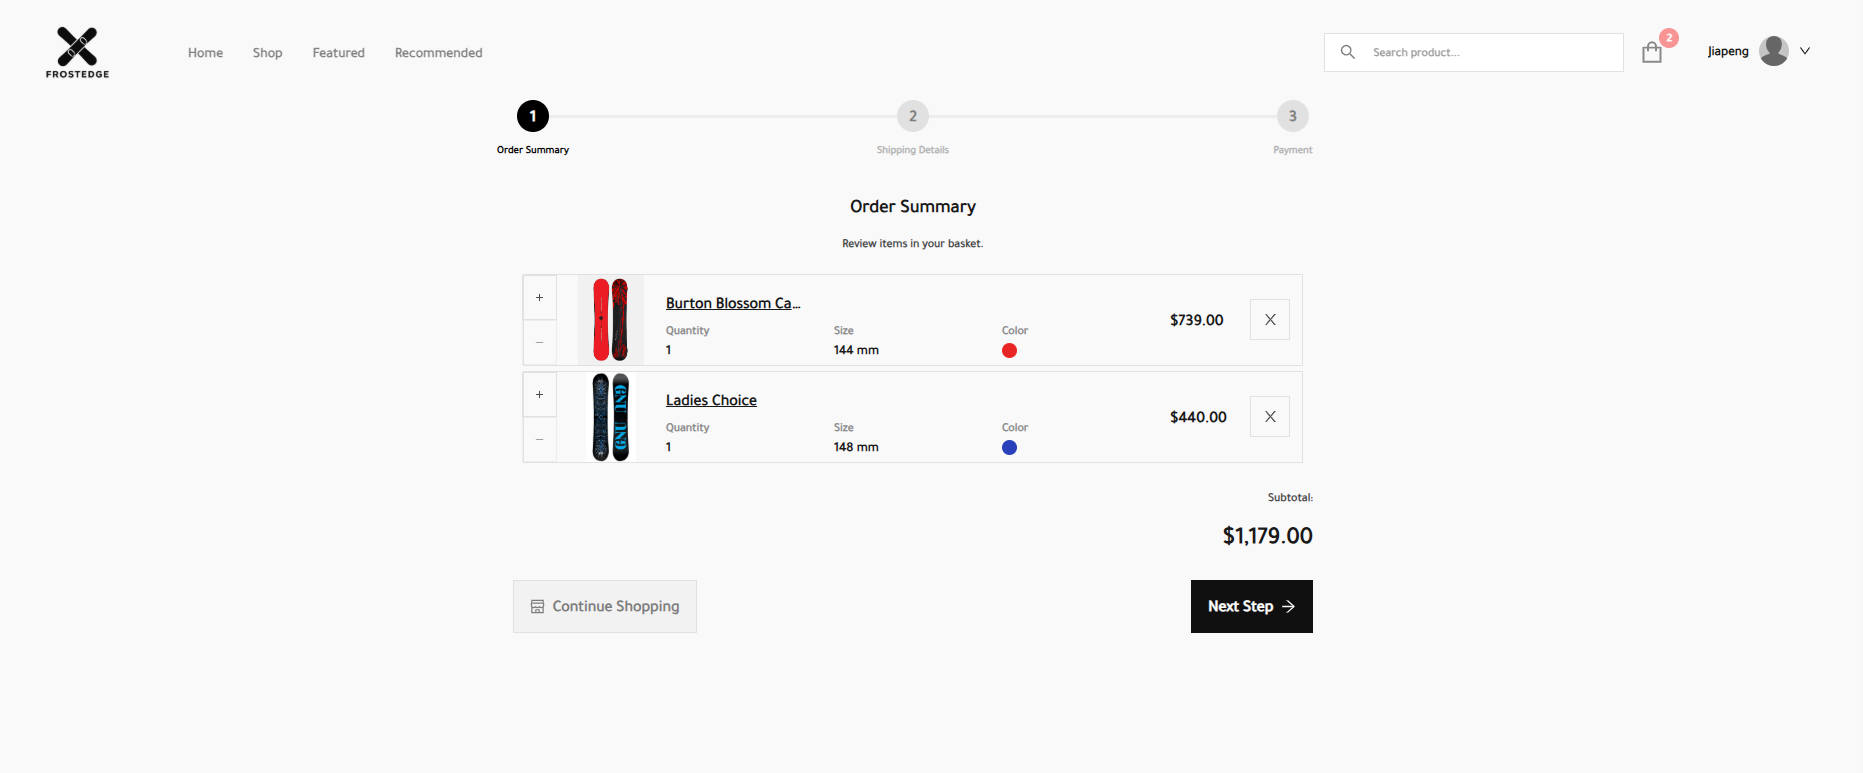 FROSTEDGE
Home Shop Featured Recommended
Search product...
2
Jiapeng
1 2 3
Order Summary Shipping Details Payment
Order Summary
Review items in your basket.
+
−
Burton Blossom Ca...
Quantity Size Color
1 144 mm
$739.00
X
+
−
GNU GNU
Ladies Choice
Quantity Size Color
1 148 mm
$440.00
X
Subtotal:
$1,179.00
Continue Shopping
Next Step →